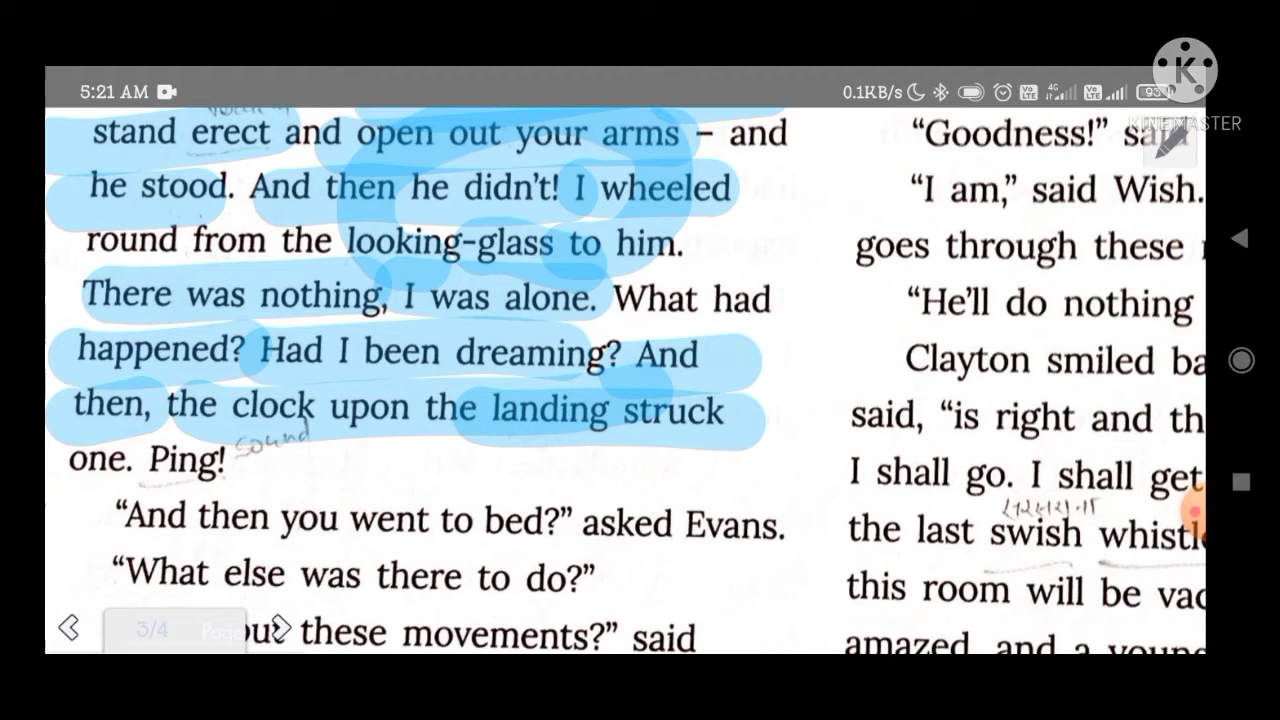 5:21 AM
0.1KB/s
4G
93
KINEMASTER
stand erect and open out your arms – and
he stood. And then he didn't! I wheeled
round from the looking-glass to him.
There was nothing, I was alone. What had
happened? Had I been dreaming? And
then, the clock upon the landing struck
sound
one. Ping!
"And then you went to bed?" asked Evans.
"What else was there to do?"
these movements?" said
3/4
Page
"Goodness!" said
"I am," said Wish.
goes through these
"He'll do nothing
Clayton smiled ba
said, "is right and th
I shall go. I shall get
the last swish whistl
this room will be vac
amazed, and a young